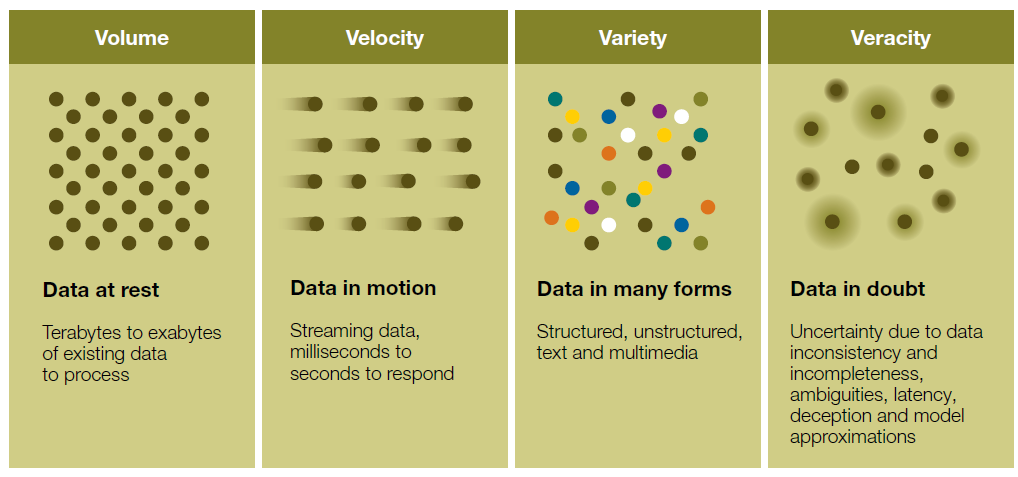 Volume
Data at rest
Terabytes to exabytes
of existing data
to process
Velocity
Data in motion
Streaming data,
milliseconds to
seconds to respond
Variety
Data in many forms
Structured, unstructured,
text and multimedia
Veracity
Data in doubt
Uncertainty due to data
inconsistency and
incompleteness,
ambiguities, latency,
deception and model
approximations